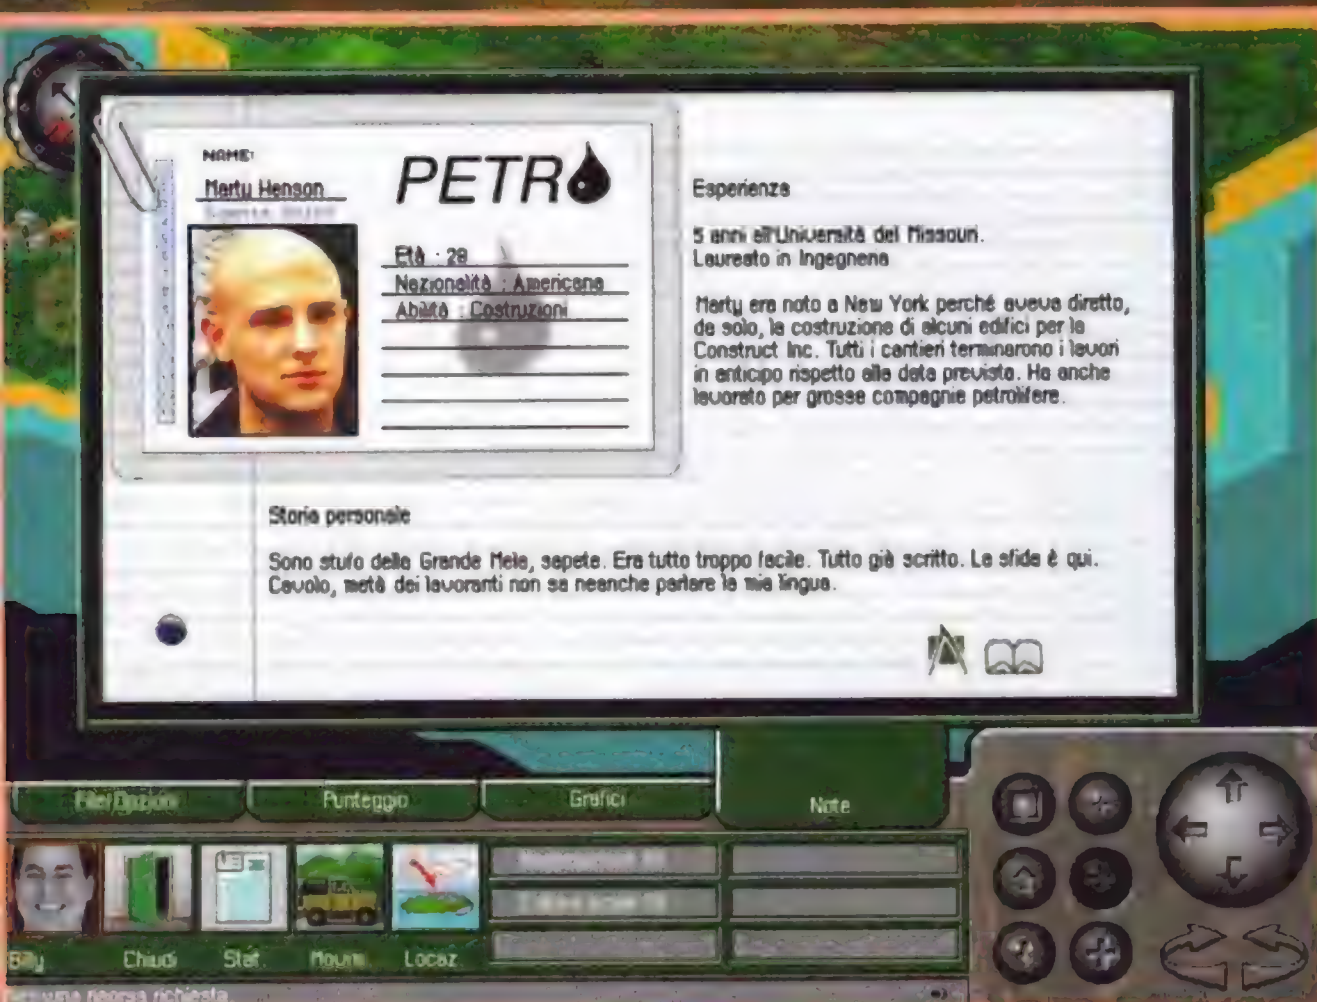 NAME:
Marty Henson
PETRO
Età : 28
Nazionalità : Americana
Abilità : Costruzioni
Esperienza
5 anni all'Università del Missouri.
Laureato in Ingegneria
Marty era noto a New York perché aveva diretto,
da solo, la costruzione di alcuni edifici per la
Construct Inc. Tutti i cantieri terminarono i lavori
in anticipo rispetto alla data prevista. Ha anche
lavorato per grosse compagnie petrolifere.
Storia personale
Sono stufo della Grande Mela, sapete. Era tutto troppo facile. Tutto già scritto. La sfida è qui.
Cavolo, metà dei lavoranti non sa neanche parlare la mia lingua.
File/Opzioni
Punteggio
Grafici
Note
Billy
Chiudi
Staf.
Locaz.
risorsa richiesta